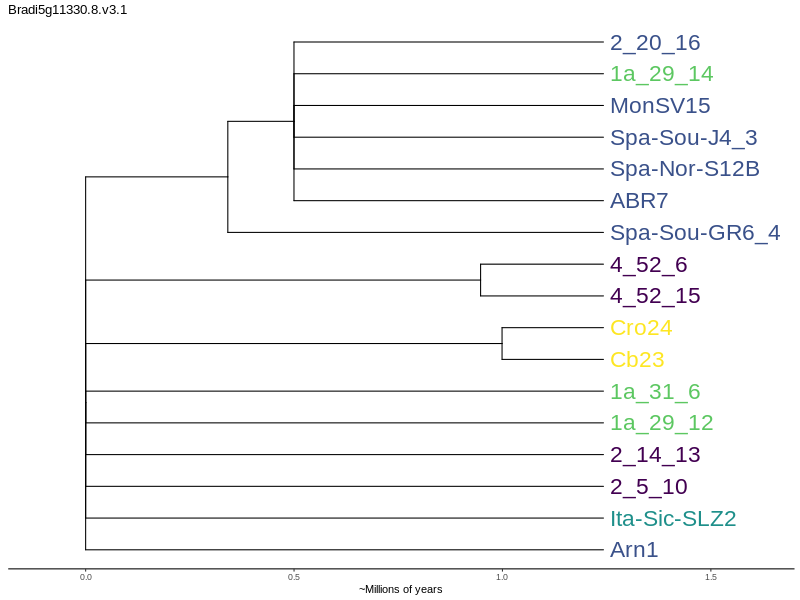 Bradi5g11330.8.v3.1
2_20_16
1a_29_14
MonSV15
Spa-Sou-J4_3
Spa-Nor-S12B
ABR7
Spa-Sou-GR6_4
4_52_6
4_52_15
Cro24
Cb23
1a_31_6
1a_29_12
2_14_13
2_5_10
Ita-Sic-SLZ2
Arn1
0.0 0.5 1.0 1.5
~Millions of years